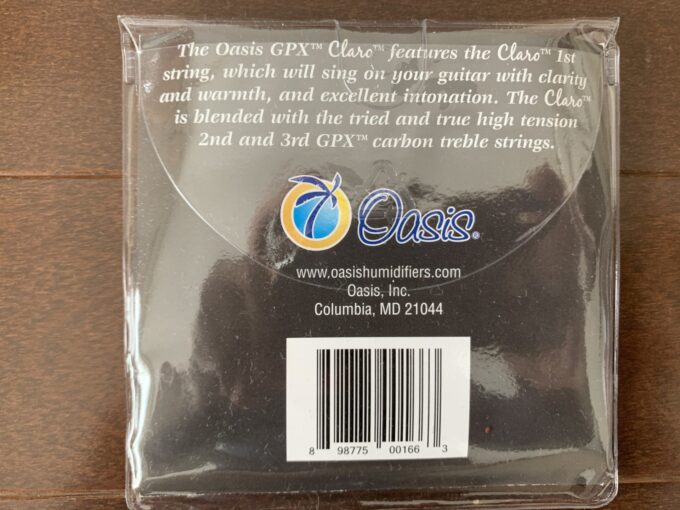 The Oasis GPX™ Claro™ features the Claro™ 1st
string, which will sing on your guitar with clarity
and warmth, and excellent intonation. The Claro™
is blended with the tried and true high tension
2nd and 3rd GPX™ carbon treble strings.
Oasis®
www.oasishumidifiers.com
Oasis, Inc.
Columbia, MD 21044
8 98775 00166 3